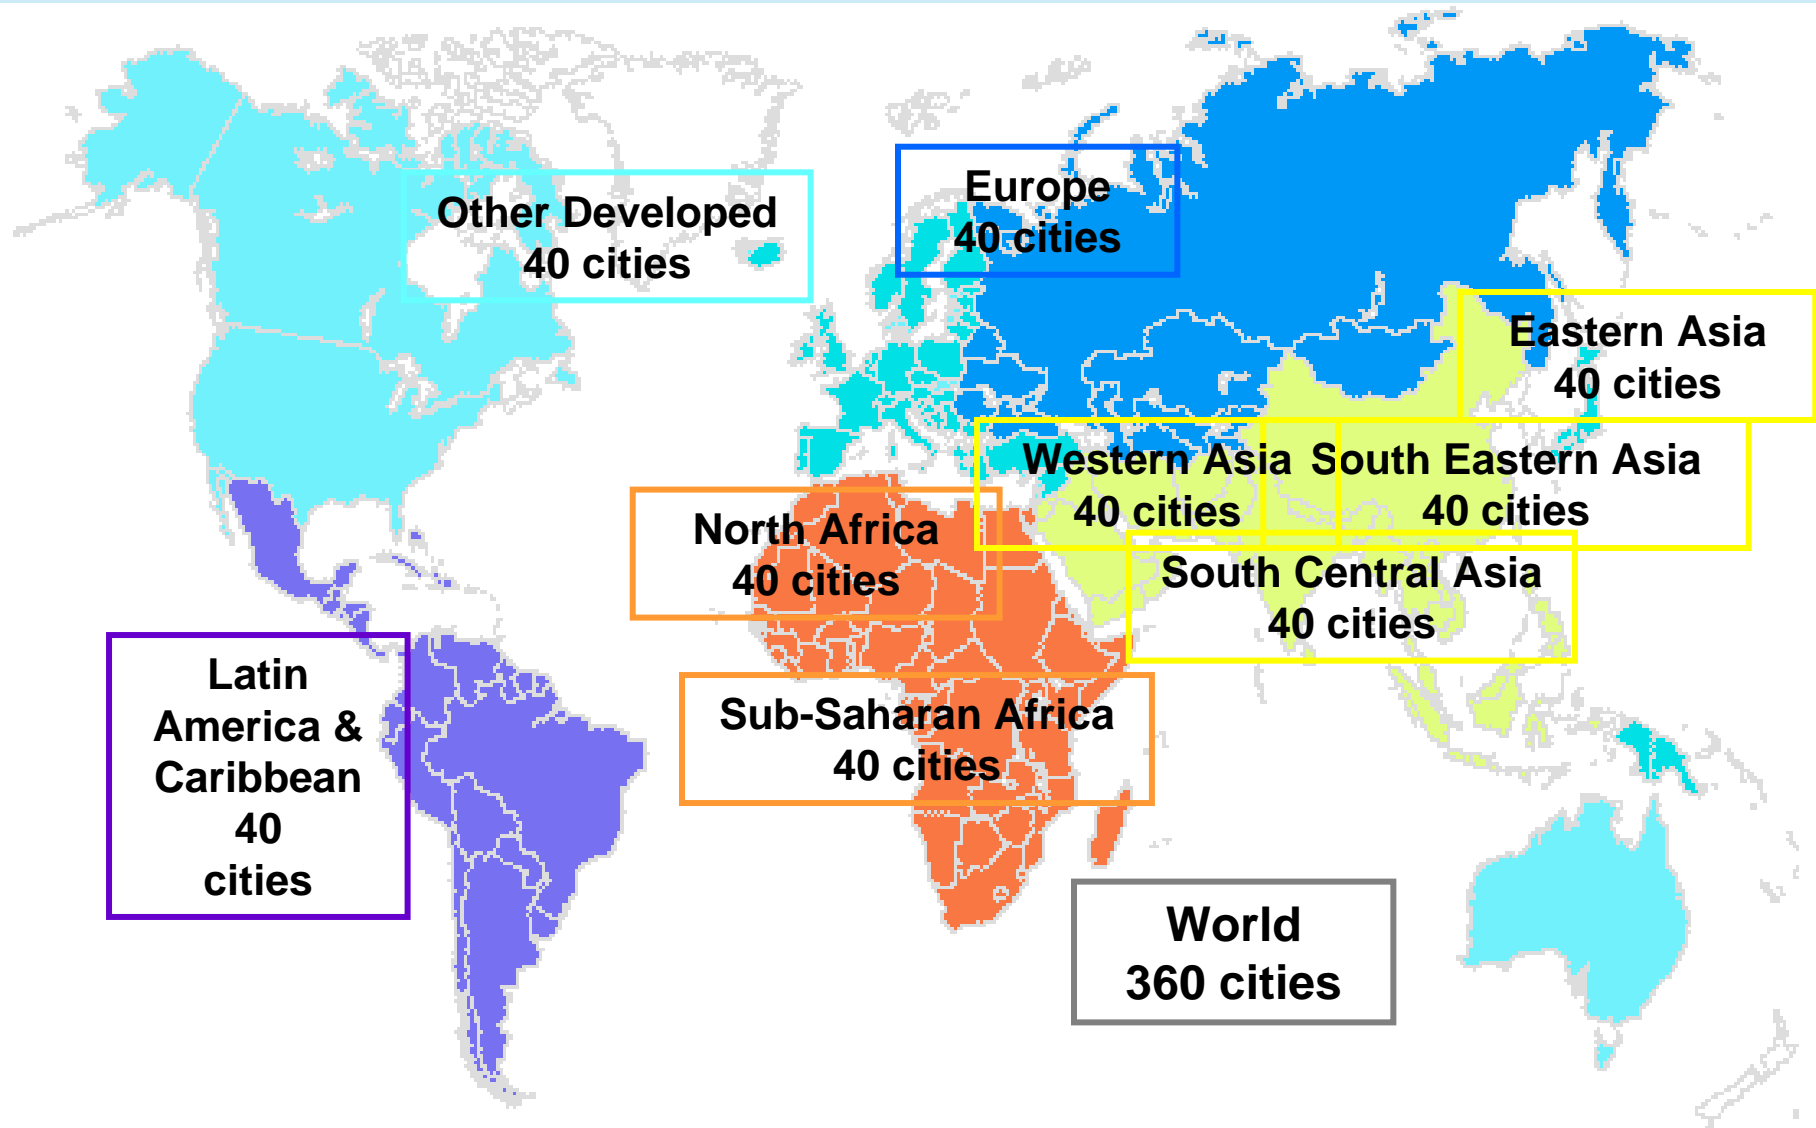 Other Developed
40 cities
Europe
40 cities
Eastern Asia
40 cities
Western Asia
40 cities
South Eastern Asia
40 cities
North Africa
40 cities
South Central Asia
40 cities
Latin
America &
Caribbean
40
cities
Sub-Saharan Africa
40 cities
World
360 cities